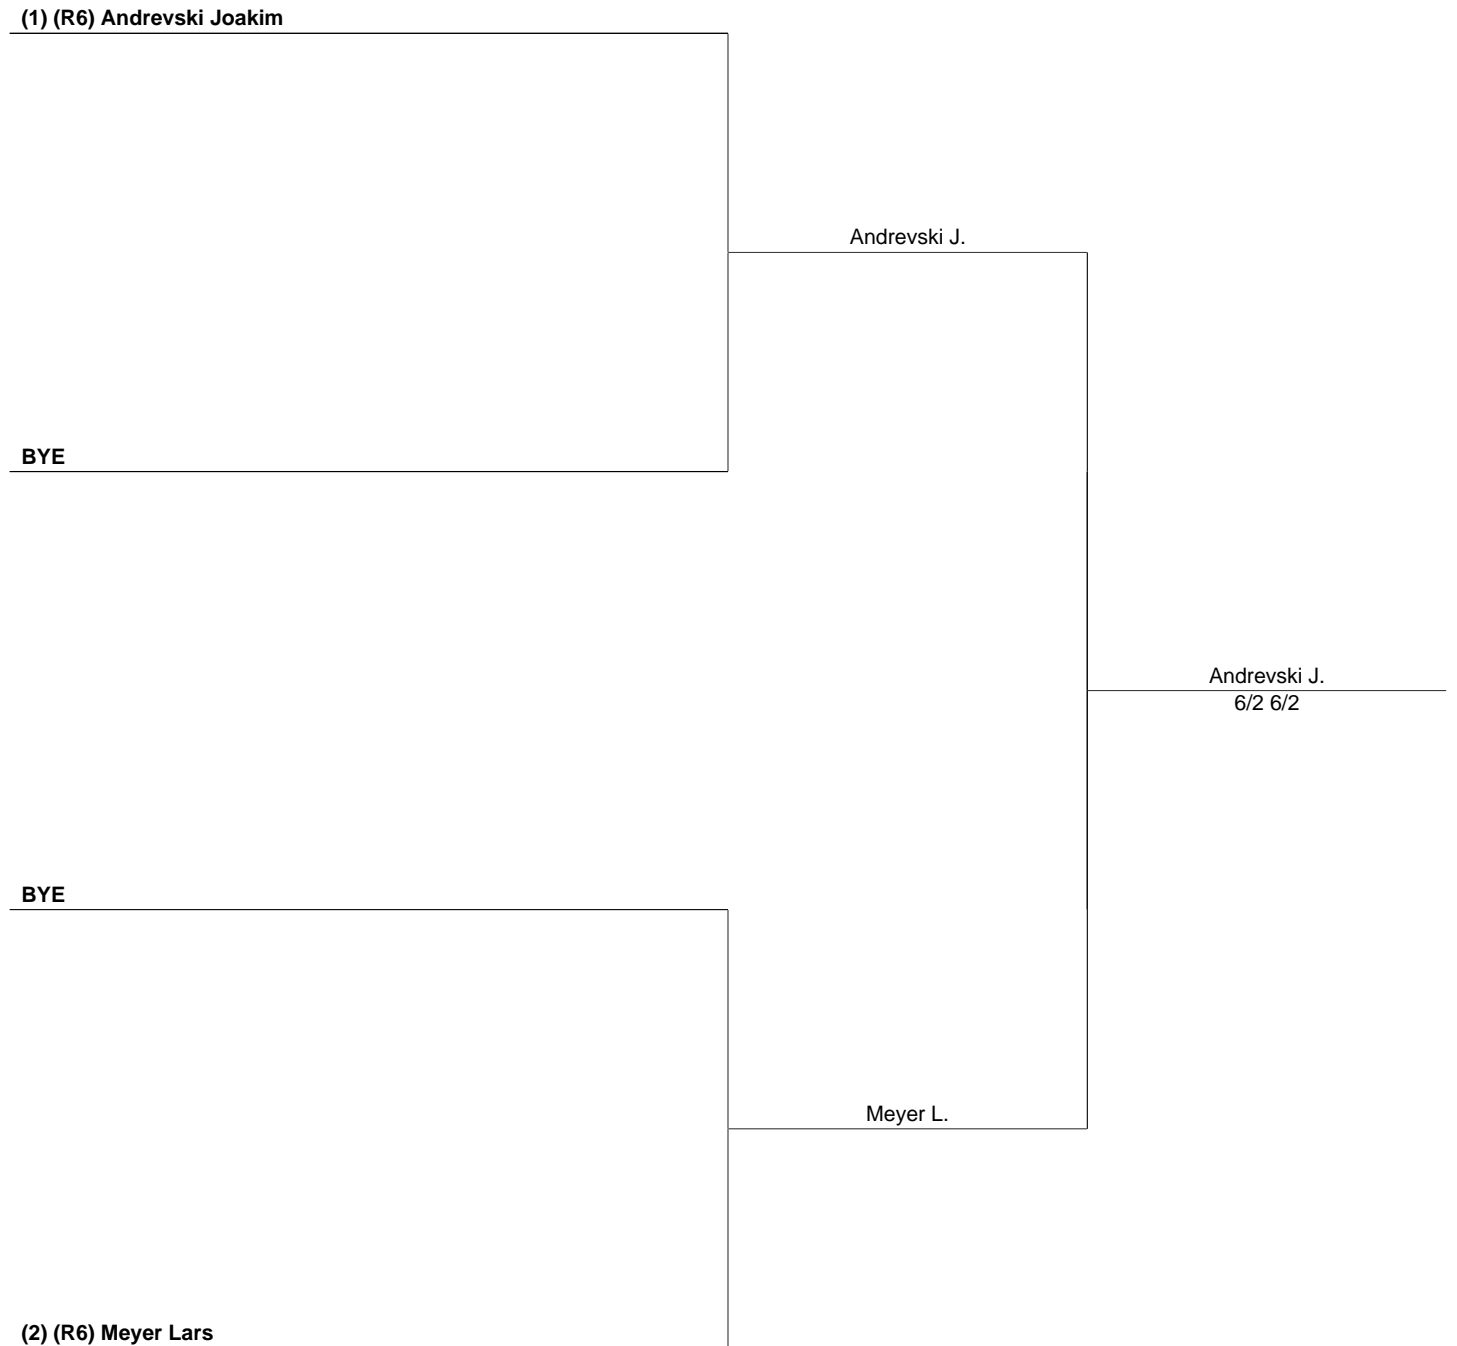 (1) (R6) Andrevski Joakim
Andrevski J.
BYE
Andrevski J.
6/2 6/2
BYE
Meyer L.
(2) (R6) Meyer Lars